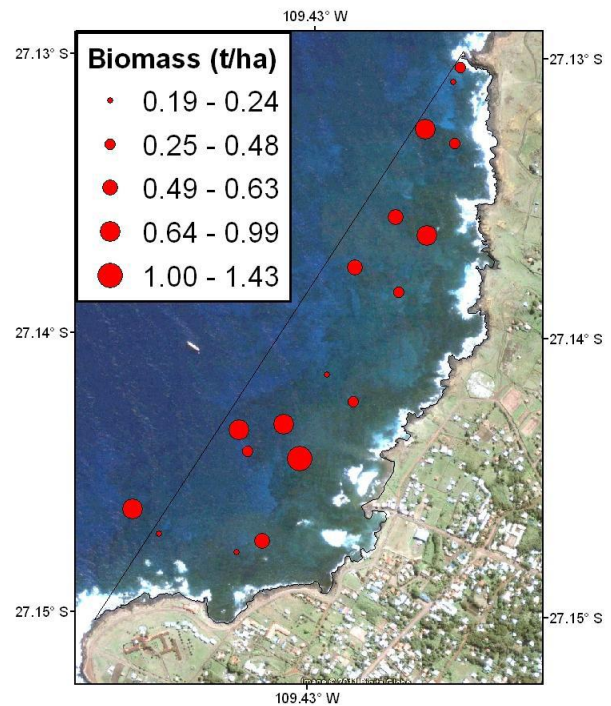 109.43° W
27.13° S
27.13° S
Biomass (t/ha)
0.19 - 0.24
0.25 - 0.48
0.49 - 0.63
0.64 - 0.99
1.00 - 1.43
27.14° S
27.14° S
27.15° S
27.15° S
109.43° W